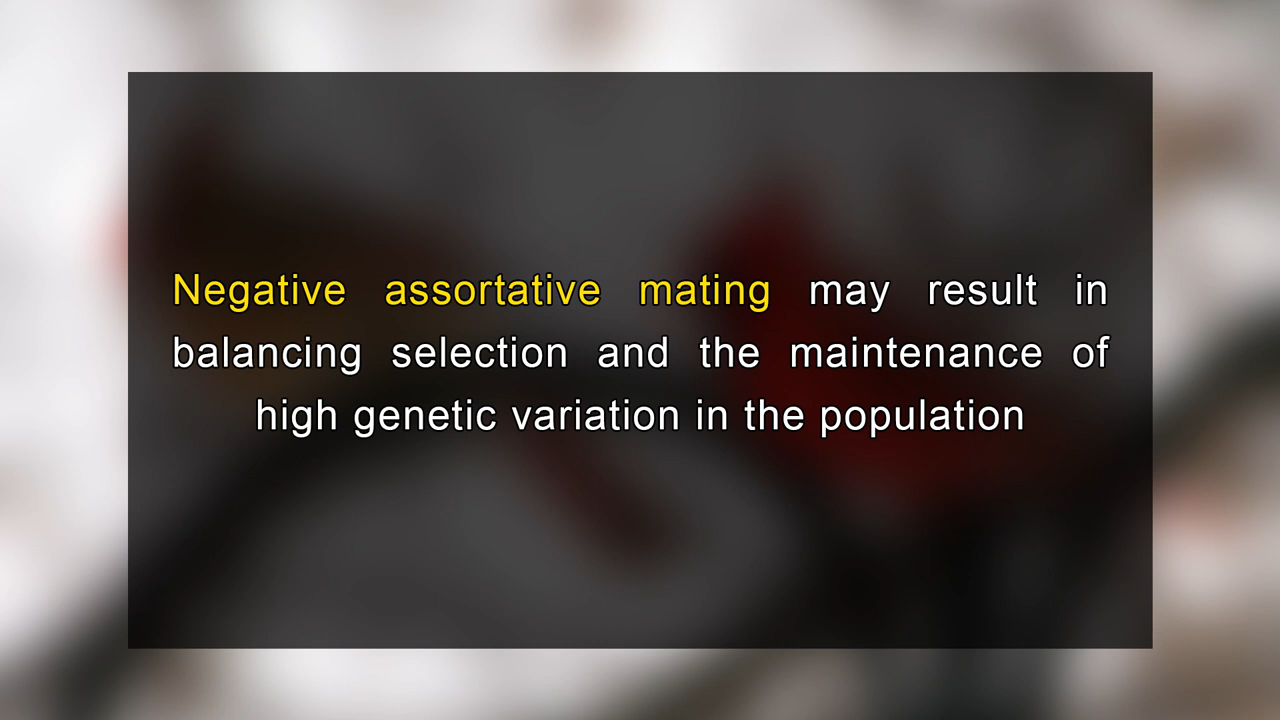 Negative assortative mating may result in
balancing selection and the maintenance of
high genetic variation in the population